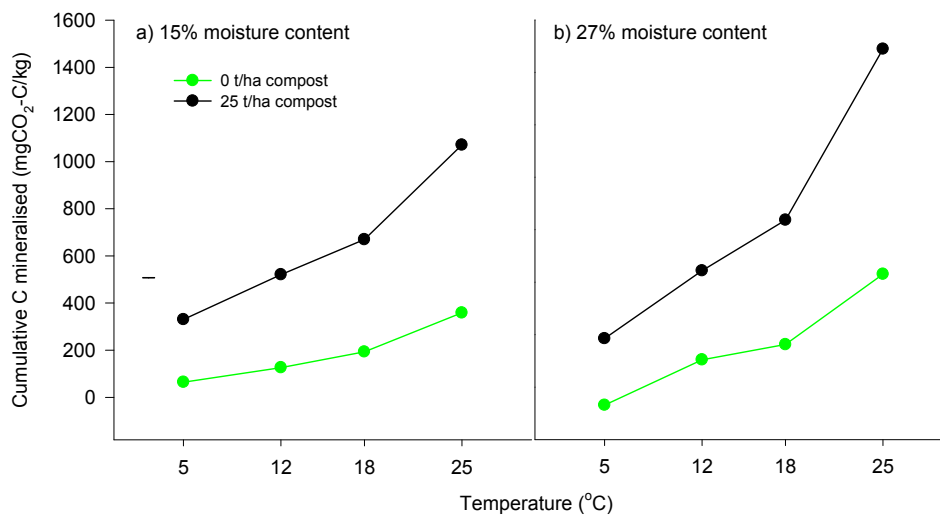 a) 15% moisture content
b) 27% moisture content
0 t/ha compost
25 t/ha compost
Cumulative C mineralised (mgCO₂-C/kg)
1600
1400
1200
1000
800
600
400
200
0
5 12 18 25
5 12 18 25
Temperature (°C)